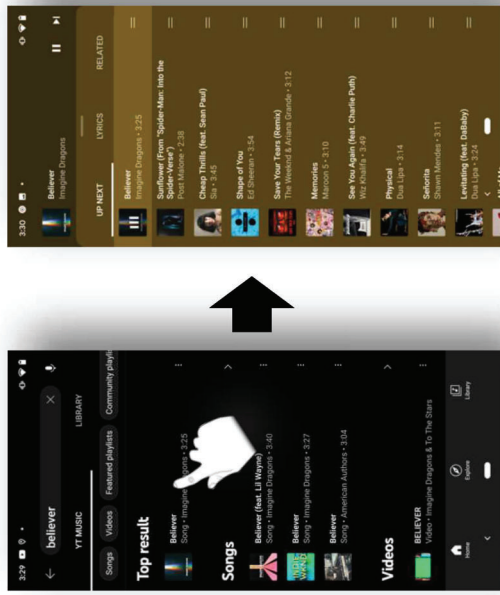 3:29
believer
YT MUSIC
LIBRARY
Songs
Videos
Featured playlists
Community
Top result
Believer
Song • Imagine Dragons • 3:25
Songs
Believer (feat. Lil Wayne)
Song • Imagine Dragons • 3:40
Believer
Song • Imagine Dragons • 3:27
Believer
Song • American Authors • 3:04
Videos
BELIEVER
Video • Imagine Dragons & To The Stars
Home
Explore
Library
3:30
Believer
Imagine Dragons
UP NEXT
LYRICS
RELATED
Believer
Imagine Dragons • 3:25
Sunflower (From "Spider-Man: Into the
Spider-Verse")
Post Malone • 2:38
Cheap Thrills (feat. Sean Paul)
Sia • 3:45
Shape of You
Ed Sheeran • 3:54
Save Your Tears (Remix)
The Weeknd & Ariana Grande • 3:12
Memories
Maroon 5 • 3:10
See You Again (feat. Charlie Puth)
Wiz Khalifa • 3:49
Physical
Dua Lipa • 3:14
Señorita
Shawn Mendes • 3:11
Levitating (feat. DaBaby)
Dua Lipa • 3:24